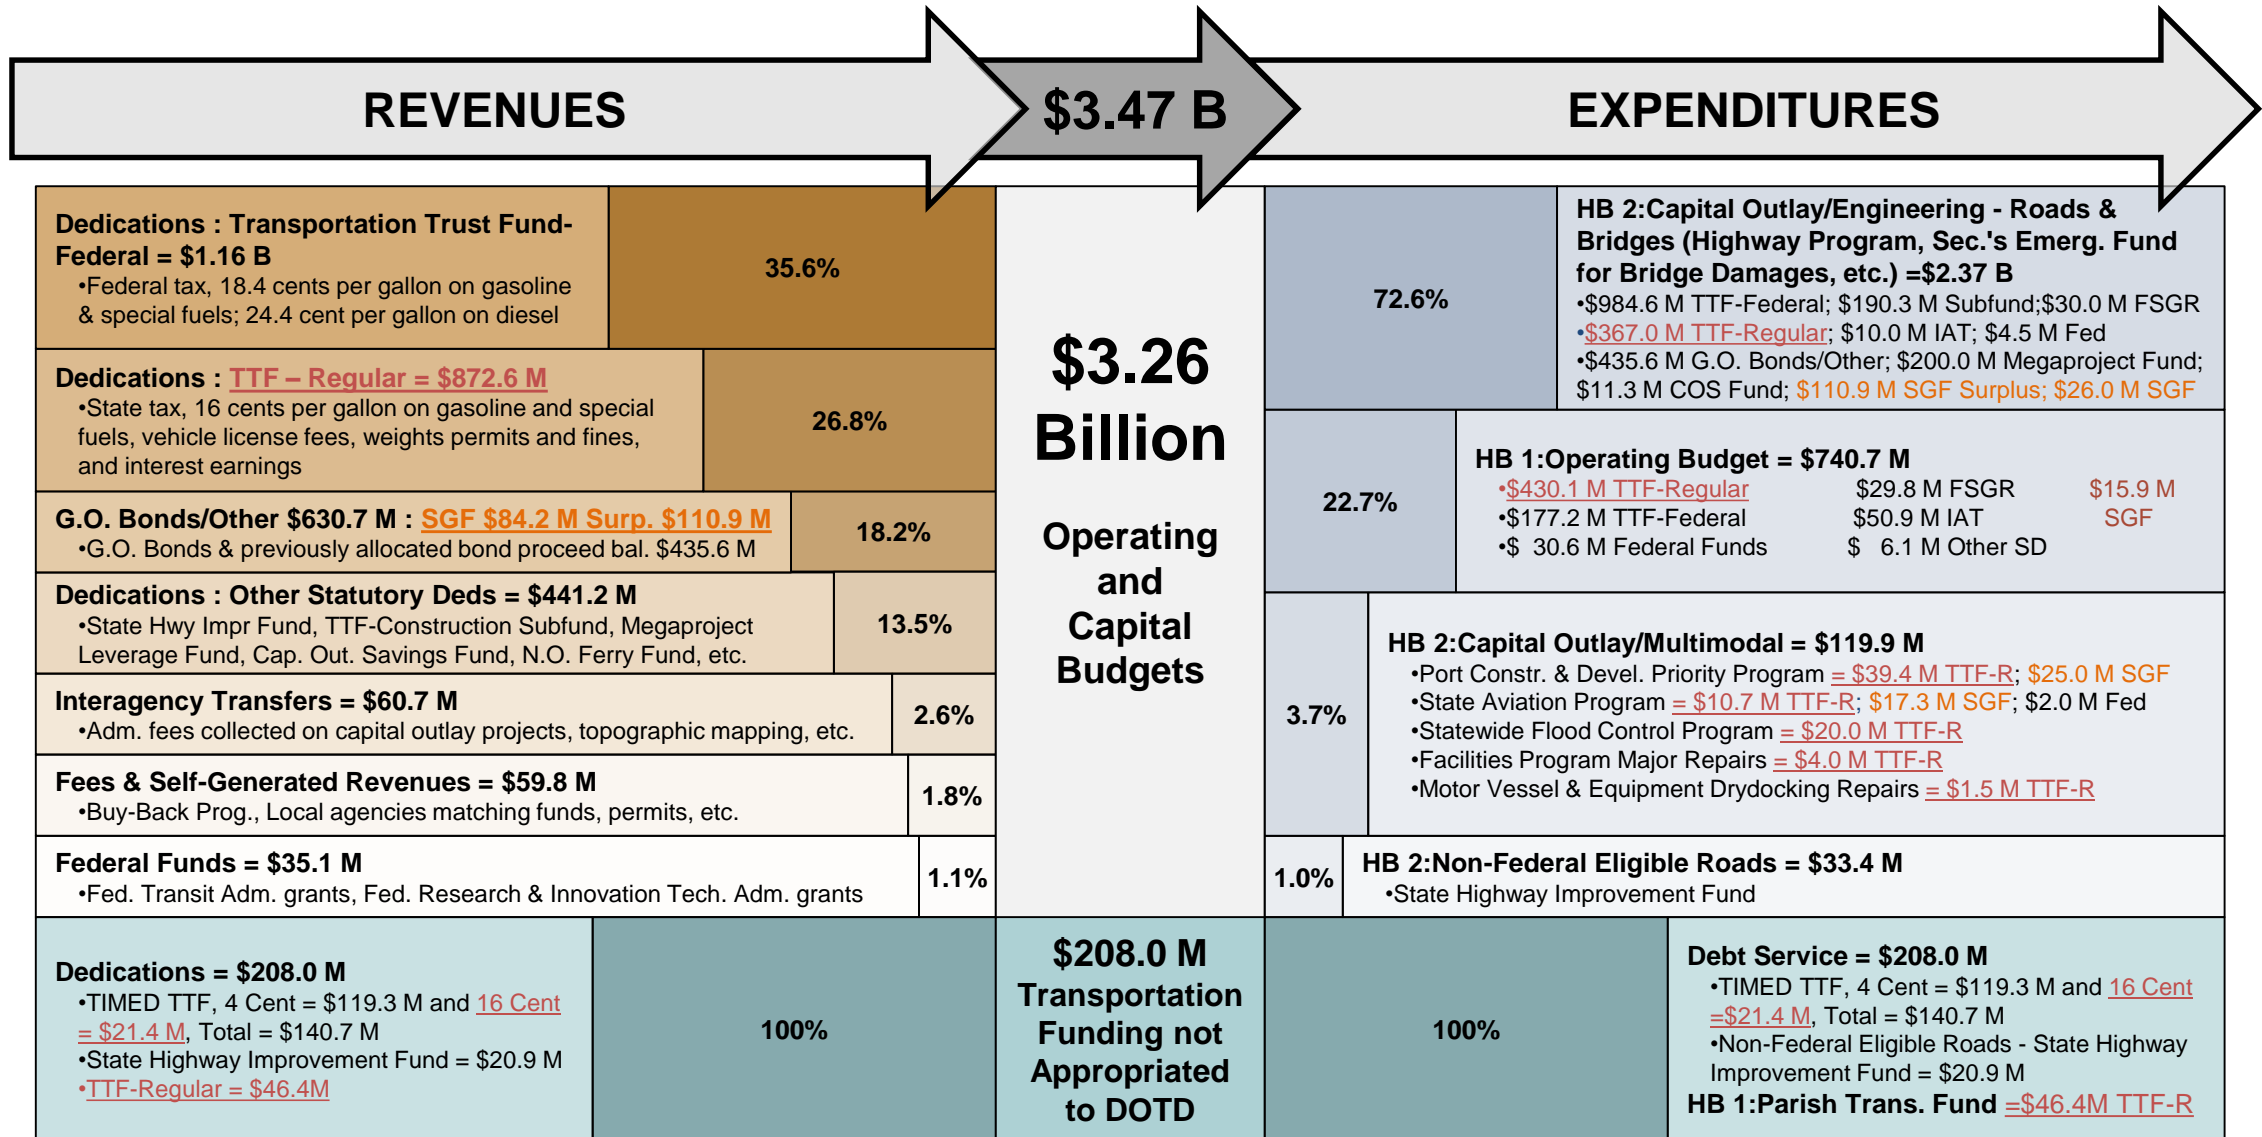 REVENUES
$3.47 B
EXPENDITURES
Dedications : Transportation Trust Fund-
Federal = $1.16 B
•Federal tax, 18.4 cents per gallon on gasoline
& special fuels; 24.4 cent per gallon on diesel
35.6%
Dedications : TTF – Regular = $872.6 M
•State tax, 16 cents per gallon on gasoline and special
fuels, vehicle license fees, weights permits and fines,
and interest earnings
26.8%
G.O. Bonds/Other $630.7 M : SGF $84.2 M Surp. $110.9 M
•G.O. Bonds & previously allocated bond proceed bal. $435.6 M
18.2%
Dedications : Other Statutory Deds = $441.2 M
•State Hwy Impr Fund, TTF-Construction Subfund, Megaproject
Leverage Fund, Cap. Out. Savings Fund, N.O. Ferry Fund, etc.
13.5%
Interagency Transfers = $60.7 M
•Adm. fees collected on capital outlay projects, topographic mapping, etc.
2.6%
Fees & Self-Generated Revenues = $59.8 M
•Buy-Back Prog., Local agencies matching funds, permits, etc.
1.8%
Federal Funds = $35.1 M
•Fed. Transit Adm. grants, Fed. Research & Innovation Tech. Adm. grants
1.1%
Dedications = $208.0 M
•TIMED TTF, 4 Cent = $119.3 M and 16 Cent
= $21.4 M, Total = $140.7 M
•State Highway Improvement Fund = $20.9 M
•TTF-Regular = $46.4M
100%
$3.26
Billion
Operating
and
Capital
Budgets
$208.0 M
Transportation
Funding not
Appropriated
to DOTD
72.6%
HB 2:Capital Outlay/Engineering - Roads &
Bridges (Highway Program, Sec.'s Emerg. Fund
for Bridge Damages, etc.) =$2.37 B
•$984.6 M TTF-Federal; $190.3 M Subfund;$30.0 M FSGR
•$367.0 M TTF-Regular; $10.0 M IAT; $4.5 M Fed
•$435.6 M G.O. Bonds/Other; $200.0 M Megaproject Fund;
$11.3 M COS Fund; $110.9 M SGF Surplus; $26.0 M SGF
22.7%
HB 1:Operating Budget = $740.7 M
•$430.1 M TTF-Regular $29.8 M FSGR $15.9 M
•$177.2 M TTF-Federal $50.9 M IAT SGF
•$ 30.6 M Federal Funds $ 6.1 M Other SD
3.7%
HB 2:Capital Outlay/Multimodal = $119.9 M
•Port Constr. & Devel. Priority Program = $39.4 M TTF-R; $25.0 M SGF
•State Aviation Program = $10.7 M TTF-R; $17.3 M SGF; $2.0 M Fed
•Statewide Flood Control Program = $20.0 M TTF-R
•Facilities Program Major Repairs = $4.0 M TTF-R
•Motor Vessel & Equipment Drydocking Repairs = $1.5 M TTF-R
1.0%
HB 2:Non-Federal Eligible Roads = $33.4 M
•State Highway Improvement Fund
100%
Debt Service = $208.0 M
•TIMED TTF, 4 Cent = $119.3 M and 16 Cent
=$21.4 M, Total = $140.7 M
•Non-Federal Eligible Roads - State Highway
Improvement Fund = $20.9 M
HB 1:Parish Trans. Fund =$46.4M TTF-R